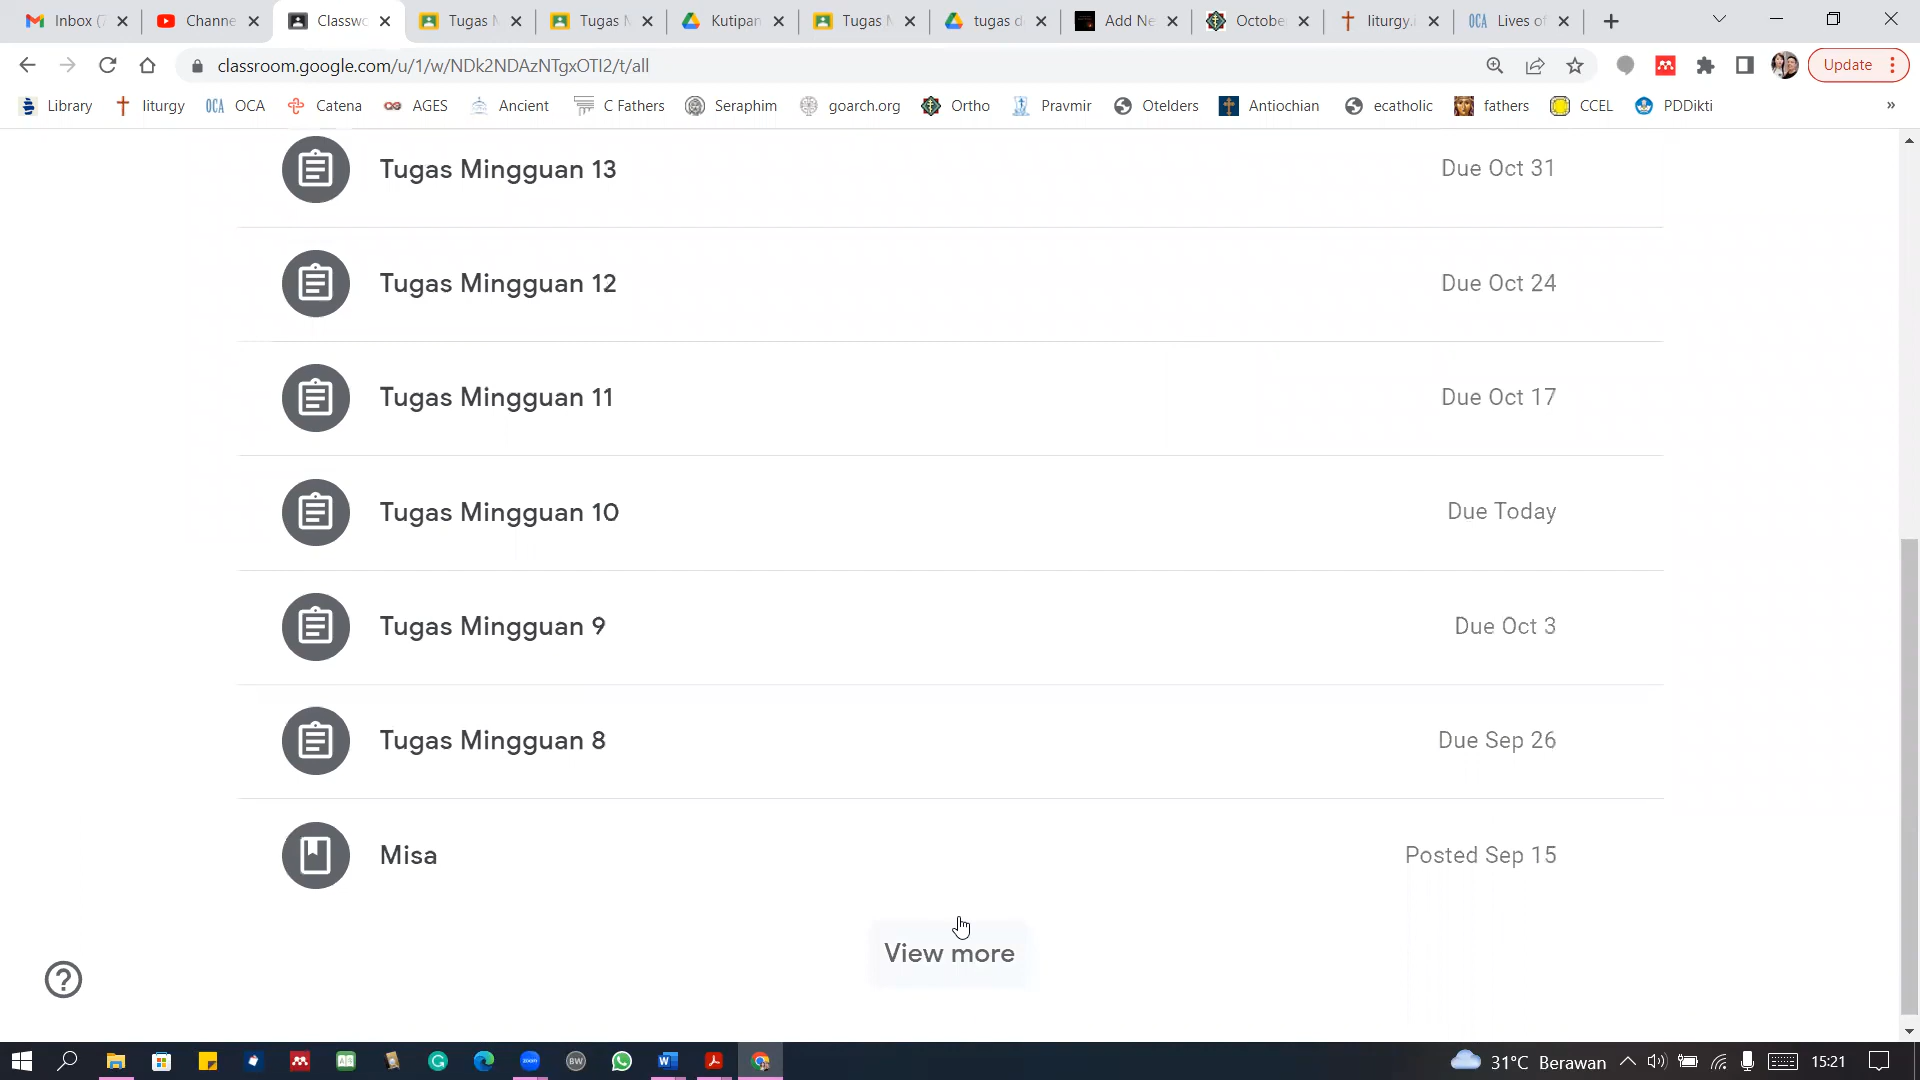 Inbox (7
Channe
Classwo
Tugas M
Tugas M
Kutipan
Tugas M
tugas d
Add Ne
Octobe
liturgy.i
OCA Lives of
classroom.google.com/u/1/w/NDk2NDAzNTgxOTI2/t/all
Update
Library
liturgy
OCA OCA
Catena
AGES
Ancient
C Fathers
Seraphim
goarch.org
Ortho
Pravmir
Otelders
Antiochian
ecatholic
fathers
CCEL
PDDikti
»
Tugas Mingguan 13
Due Oct 31
Tugas Mingguan 12
Due Oct 24
Tugas Mingguan 11
Due Oct 17
Tugas Mingguan 10
Due Today
Tugas Mingguan 9
Due Oct 3
Tugas Mingguan 8
Due Sep 26
Misa
Posted Sep 15
View more
31°C Berawan
15:21